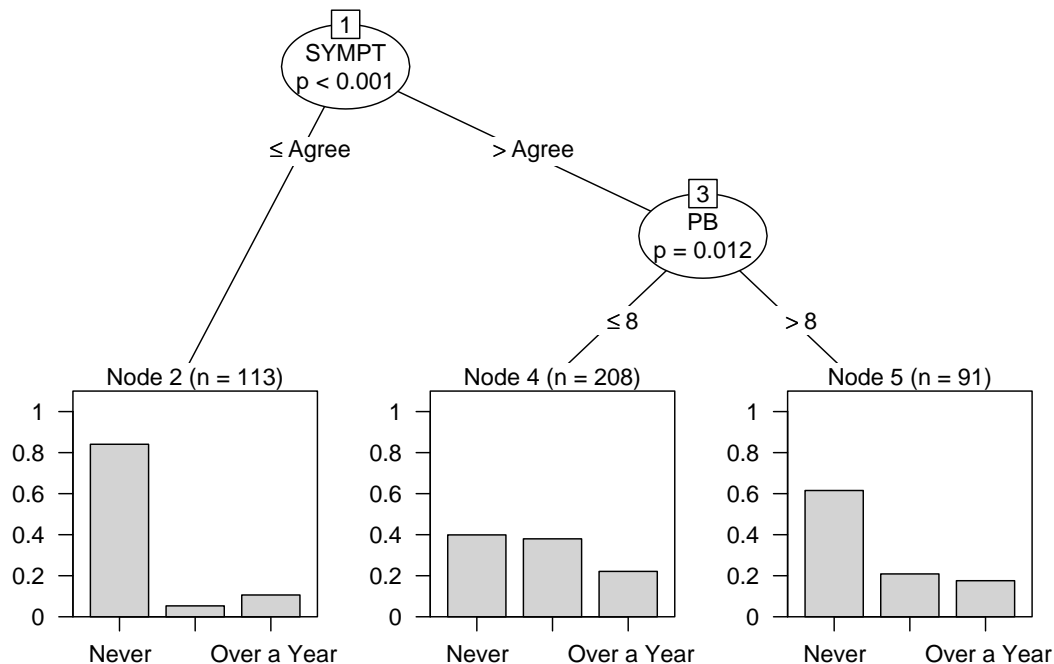 1
SYMPT
p < 0.001
≤ Agree
> Agree
3
PB
p = 0.012
≤ 8
> 8
Node 2 (n = 113)
1
0.8
0.6
0.4
0.2
0
Never
Over a Year
Node 4 (n = 208)
1
0.8
0.6
0.4
0.2
0
Never
Over a Year
Node 5 (n = 91)
1
0.8
0.6
0.4
0.2
0
Never
Over a Year